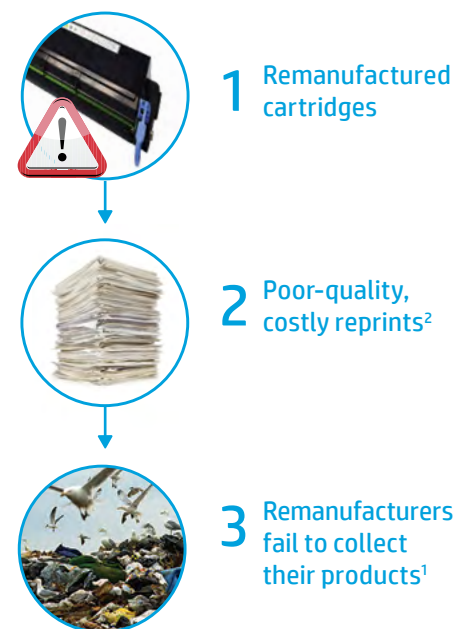 1 Remanufactured
cartridges
2 Poor-quality,
costly reprints²
3 Remanufacturers
fail to collect
their products¹